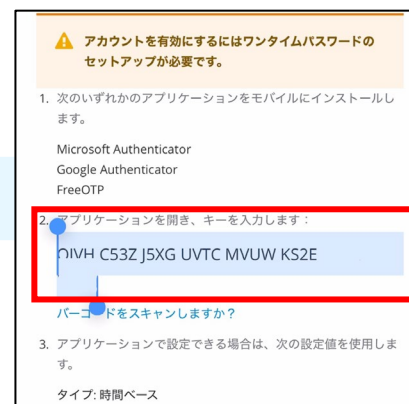 アカウントを有効にするにはワンタイムパスワードの
セットアップが必要です。
1. 次のいずれかのアプリケーションをモバイルにインストールし
ます。
Microsoft Authenticator
Google Authenticator
FreeOTP
2. アプリケーションを開き、キーを入力します：
C53Z J5XG UVTC MVUW KS2E
バーコードをスキャンしますか？
3. アプリケーションで設定できる場合は、次の設定値を使用しま
す。
タイプ: 時間ベース